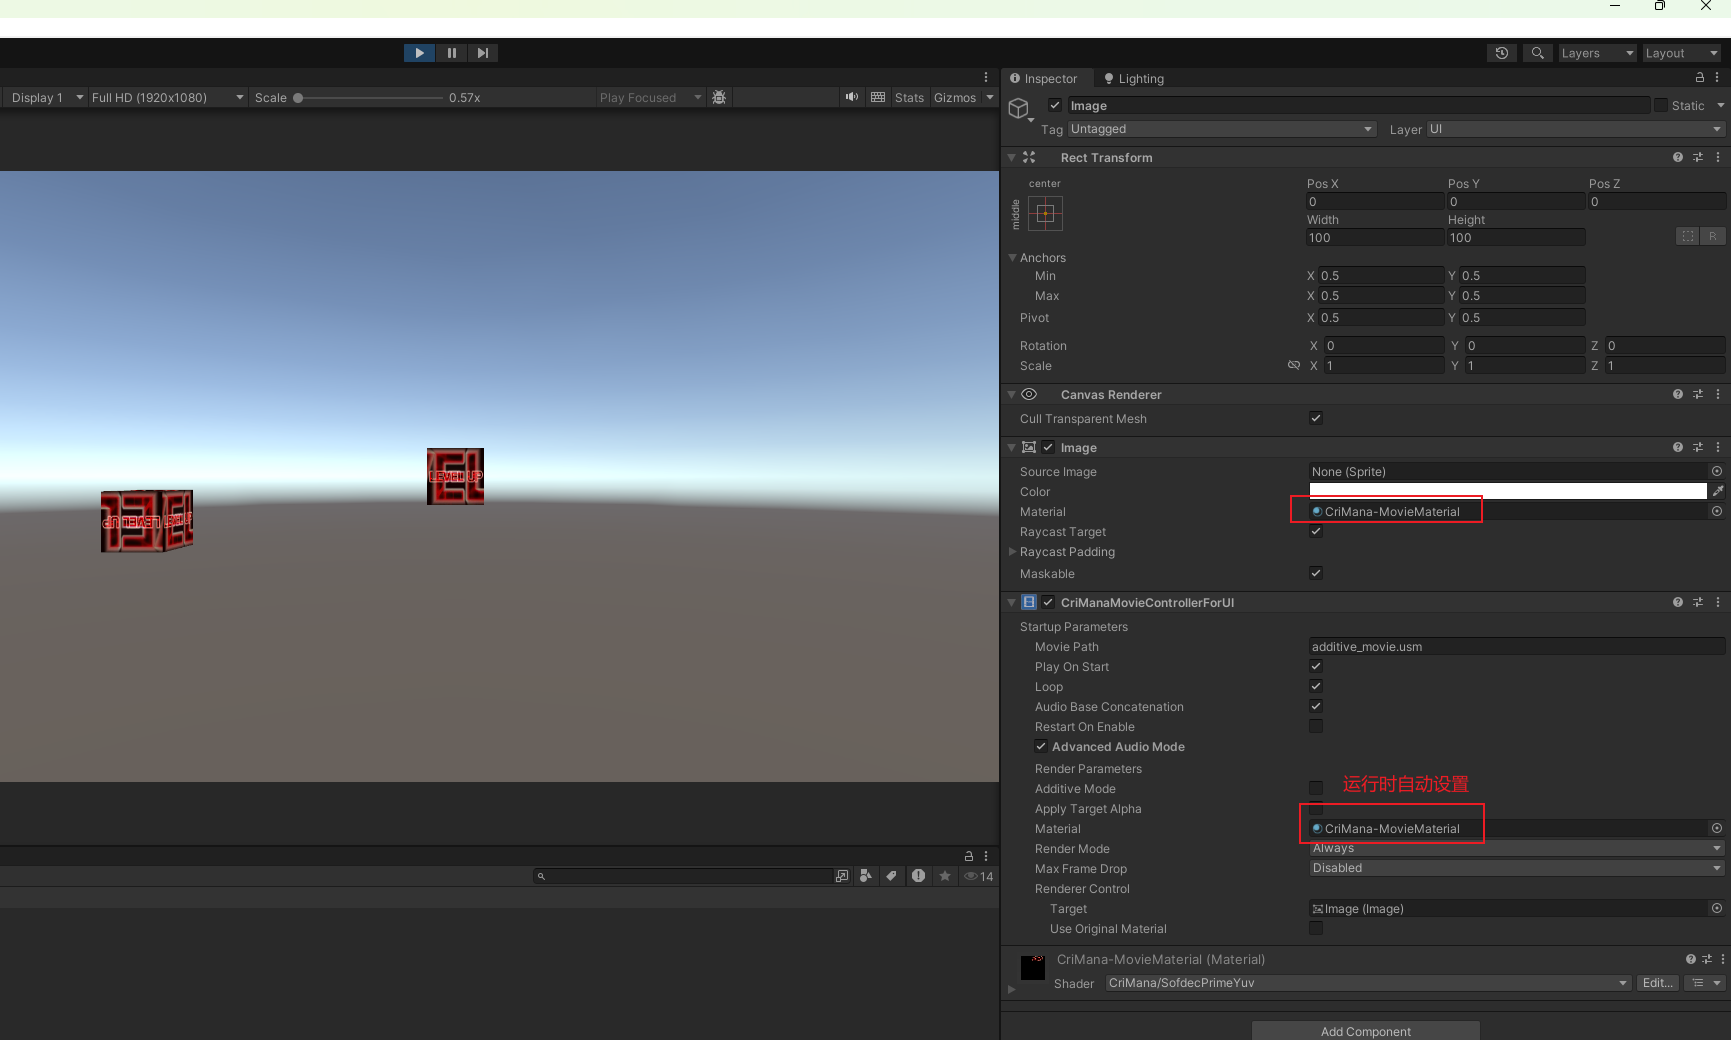 Layers
Layout
Display 1
Full HD (1920x1080)
Scale
0.57x
Play Focused
Stats
Gizmos
Inspector
Lighting
Image
Static
Tag Untagged
Layer UI
Rect Transform
center
middle
Pos X Pos Y Pos Z
0 0 0
Width Height
100 100
R
Anchors
Min X 0.5 Y 0.5
Max X 0.5 Y 0.5
Pivot X 0.5 Y 0.5
Rotation X 0 Y 0 Z 0
Scale X 1 Y 1 Z 1
Canvas Renderer
Cull Transparent Mesh
Image
Source Image None (Sprite)
Color
Material CriMana-MovieMaterial
Raycast Target
Raycast Padding
Maskable
CriManaMovieControllerForUI
Startup Parameters
Movie Path additive_movie.usm
Play On Start
Loop
Audio Base Concatenation
Restart On Enable
Advanced Audio Mode
Render Parameters
Additive Mode
运行时自动设置
Apply Target Alpha
Material CriMana-MovieMaterial
Render Mode Always
Max Frame Drop Disabled
Renderer Control
Target Image (Image)
Use Original Material
CriMana-MovieMaterial (Material)
Shader CriMana/SofdecPrimeYuv Edit...
Add Component
14
LEVEL UP
LEVEL UP